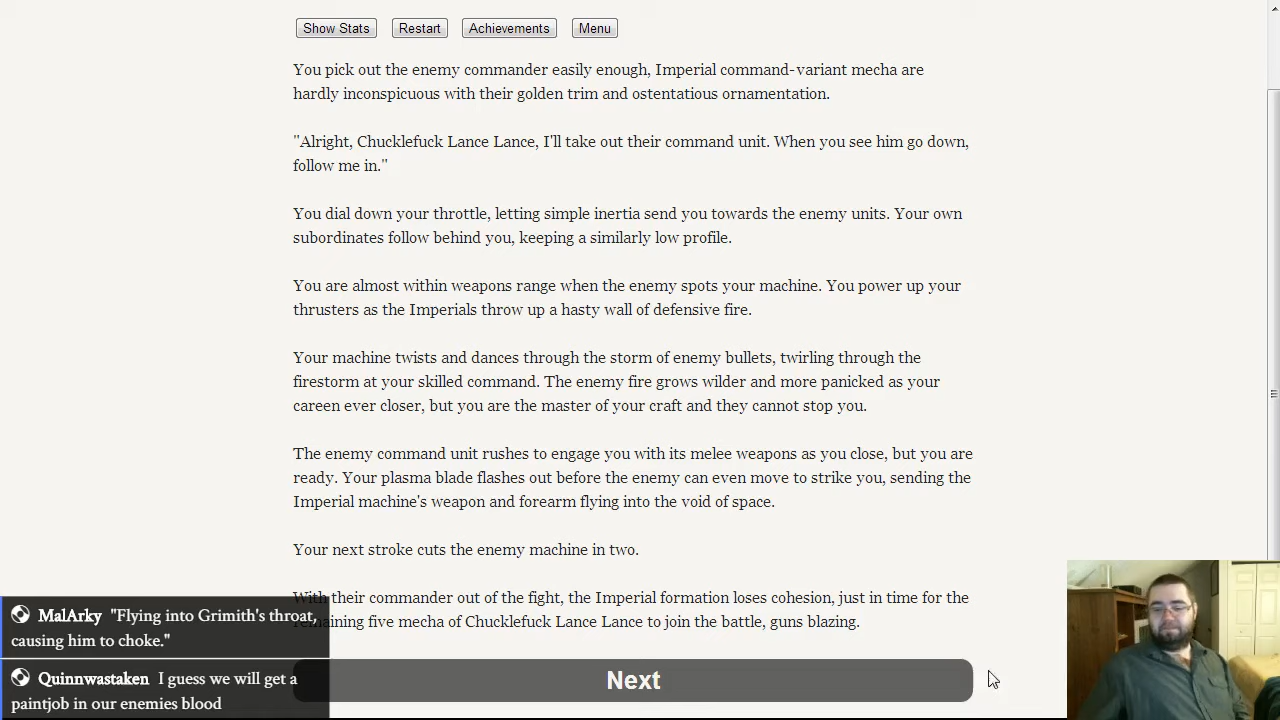 Show Stats Restart Achievements Menu
You pick out the enemy commander easily enough, Imperial command-variant mecha are
hardly inconspicuous with their golden trim and ostentatious ornamentation.
"Alright, Chucklefuck Lance Lance, I'll take out their command unit. When you see him go down,
follow me in."
You dial down your throttle, letting simple inertia send you towards the enemy units. Your own
subordinates follow behind you, keeping a similarly low profile.
You are almost within weapons range when the enemy spots your machine. You power up your
thrusters as the Imperials throw up a hasty wall of defensive fire.
Your machine twists and dances through the storm of enemy bullets, twirling through the
firestorm at your skilled command. The enemy fire grows wilder and more panicked as your
careen ever closer, but you are the master of your craft and they cannot stop you.
The enemy command unit rushes to engage you with its melee weapons as you close, but you are
ready. Your plasma blade flashes out before the enemy can even move to strike you, sending the
Imperial machine's weapon and forearm flying into the void of space.
Your next stroke cuts the enemy machine in two.
With their commander out of the fight, the Imperial formation loses cohesion, just in time for the
remaining five mecha of Chucklefuck Lance Lance to join the battle, guns blazing.
Next
MalArky "Flying into Grimith's throat,
causing him to choke."
Quinnwastaken I guess we will get a
paintjob in our enemies blood